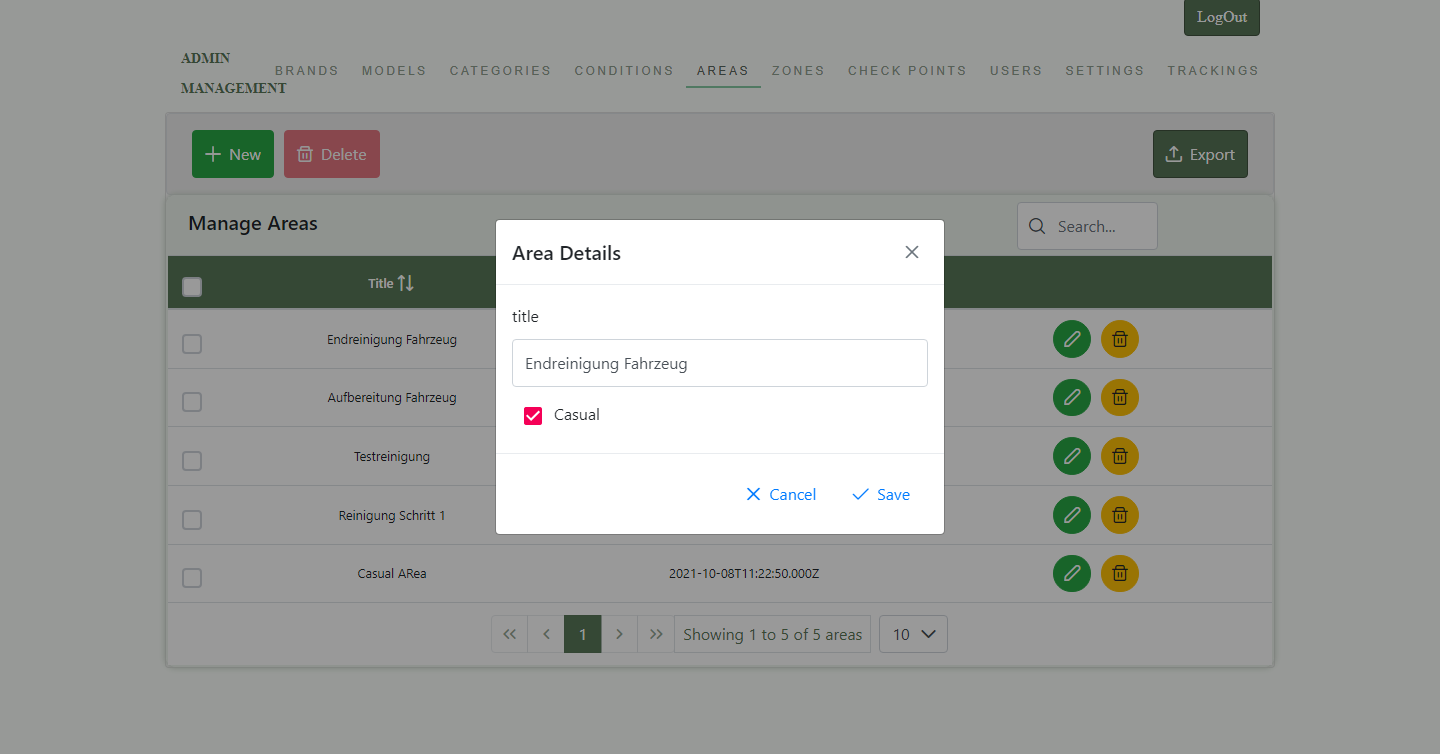 LogOut
ADMIN
MANAGEMENT
BRANDS MODELS CATEGORIES CONDITIONS AREAS ZONES CHECK POINTS USERS SETTINGS TRACKINGS
New Delete Export
Manage Areas
Search...
Title
Endreinigung Fahrzeug
Aufbereitung Fahrzeug
Testreinigung
Reinigung Schritt 1
Casual ARea 2021-10-08T11:22:50.000Z
Area Details
title
Endreinigung Fahrzeug
Casual
Cancel Save
1 Showing 1 to 5 of 5 areas 10